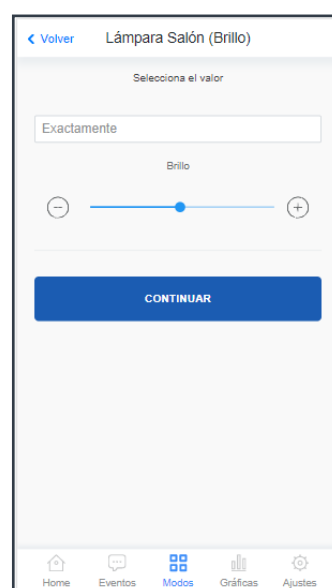 Volver Lámpara Salón (Brillo)
Selecciona el valor
Exactamente
Brillo
CONTINUAR
Home Eventos Modos Gráficas Ajustes